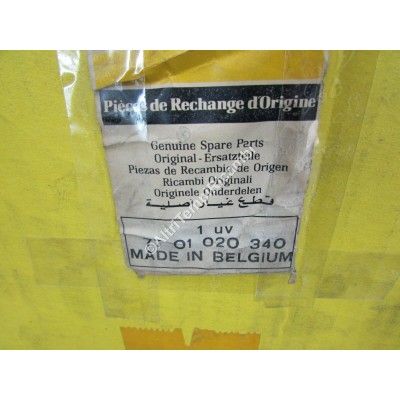 Pièces de Rechange d'Origine
Genuine Spare Parts
Original-Ersatzteile
Piezas de Recambio de Origen
Ricambi Originali
Originele Onderdelen
قطع غيار أصلية
1 uv
01 020 340
MADE IN BELGIUM